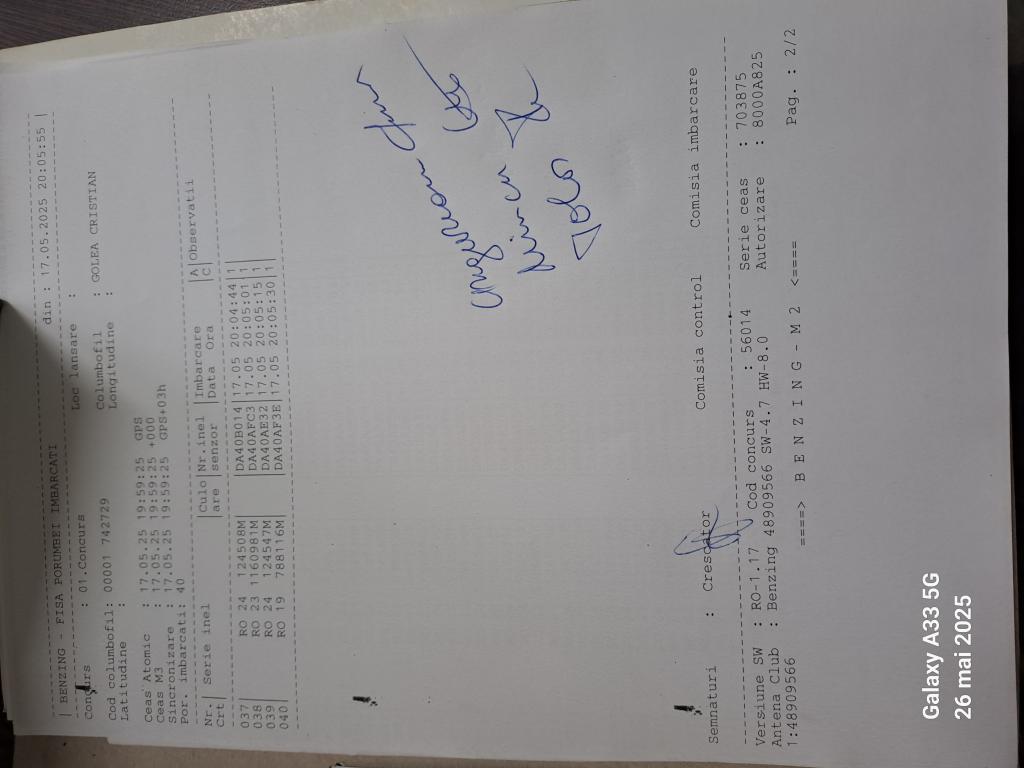 | BENZING - FISA PORUMBEI IMBARCATI din : 17.05.2025 20:05:55 |
Concurs : 01.Concurs Loc lansare :
Cod columbofil: 00001 742729 Columbofil : GOLEA CRISTIAN
Latitudine : Longitudine :
Ceas Atomic : 17.05.25 19:59:25 GPS
Ceas M3 : 17.05.25 19:59:25 +000
Sincronizare : 17.05.25 19:59:25 GPS+03h
Por. imbarcati: 40
Nr.| Serie inel |Culo|Nr.inel |Imbarcare |A|Observatii
Crt| |are |senzor |Data Ora |C|
037| RO 24 124508M| |DA40B014|17.05 20:04:44|1|
038| RO 23 1160981M| |DA40AFC3|17.05 20:05:01|1|
039| RO 24 124547M| |DA40AE32|17.05 20:05:15|1|
040| RO 19 788116M| |DA40AF3E|17.05 20:05:30|1|
Semnaturi : Crescator Comisia control Comisia imbarcare
Versiune SW : RO-1.17 Cod concurs : 56014 Serie ceas : 703875
Antena Club : Benzing 48909566 SW-4.7 HW-8.0 Autorizare : 8000A825
1:48909566
====> B E N Z I N G - M 2 <====
Pag. : 2/2
Galaxy A33 5G
26 mai 2025